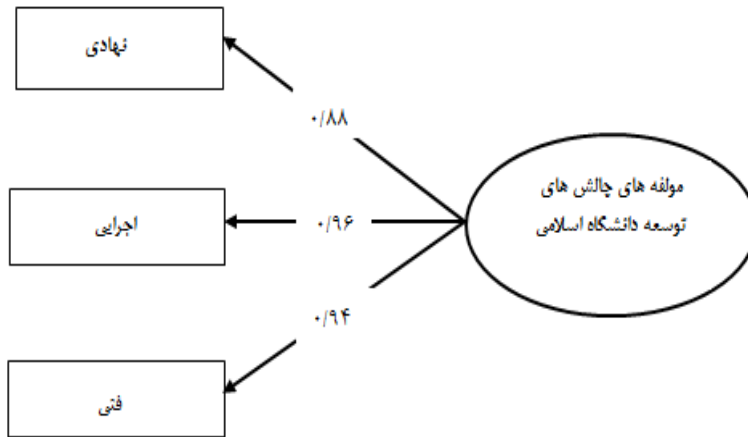 نهادی
۰/۸۸
مولفه های چالش های
توسعه دانشگاه اسلامی
اجرایی
۰/۹۶
۰/۹۴
فنی